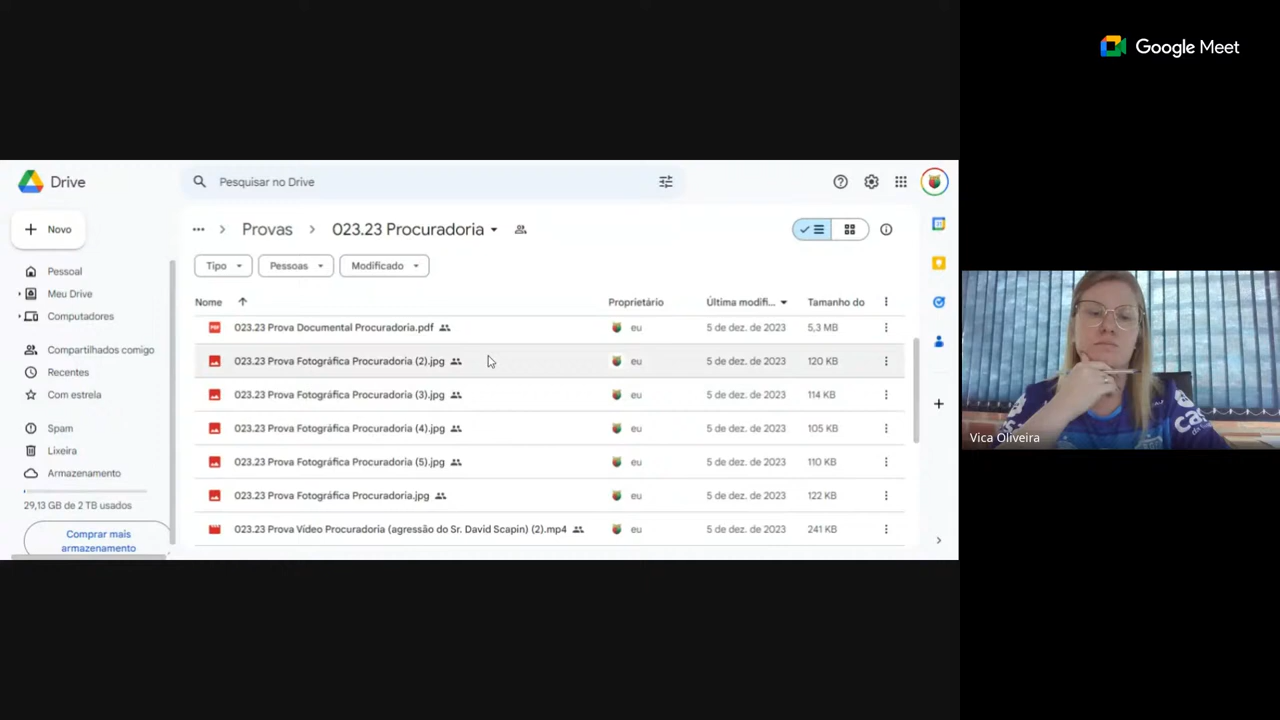 Google Meet
Drive
Pesquisar no Drive
Novo
Provas
023.23 Procuradoria
Tipo
Pessoas
Modificado
Pessoal
Meu Drive
Computadores
Compartilhados comigo
Recentes
Com estrela
Spam
Lixeira
Armazenamento
29,13 GB de 2 TB usados
Comprar mais
armazenamento
Nome Proprietário Última modifi... Tamanho do
023.23 Prova Documental Procuradoria.pdf eu 5 de dez. de 2023 5,3 MB
023.23 Prova Fotográfica Procuradoria (2).jpg eu 5 de dez. de 2023 120 KB
023.23 Prova Fotográfica Procuradoria (3).jpg eu 5 de dez. de 2023 114 KB
023.23 Prova Fotográfica Procuradoria (4).jpg eu 5 de dez. de 2023 105 KB
023.23 Prova Fotográfica Procuradoria (5).jpg eu 5 de dez. de 2023 110 KB
023.23 Prova Fotográfica Procuradoria.jpg eu 5 de dez. de 2023 122 KB
023.23 Prova Vídeo Procuradoria (agressão do Sr. David Scapin) (2).mp4 eu 5 de dez. de 2023 241 KB
Vica Oliveira